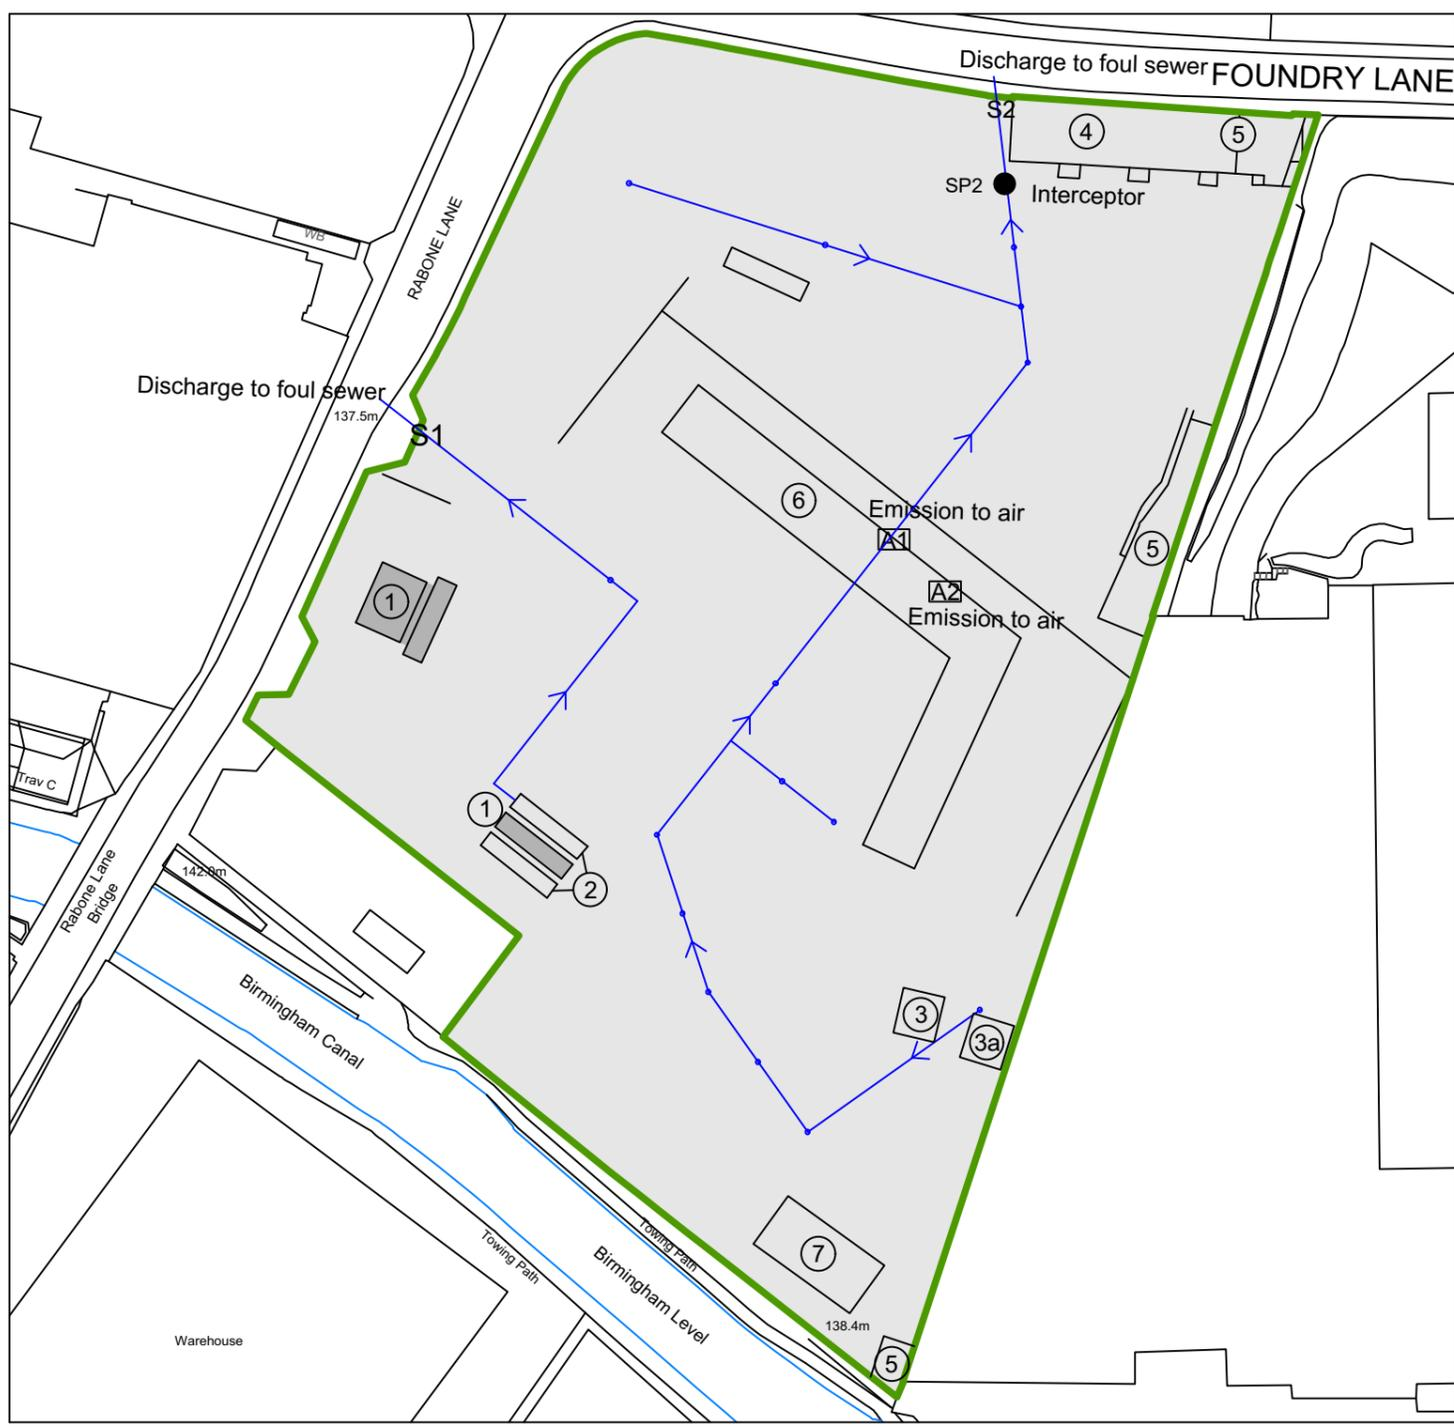 Discharge to foul sewer
FOUNDRY LANE
S2
4
5
SP2
Interceptor
WB
RABONE LANE
Discharge to foul sewer
137.5m
S1
6
Emission to air
A1
5
A2
Emission to air
1
Trav C
1
2
Rabone Lane
Bridge
142.0m
Birmingham Canal
3
3a
Towing Path
Towing Path
7
Birmingham Level
138.4m
Warehouse
5